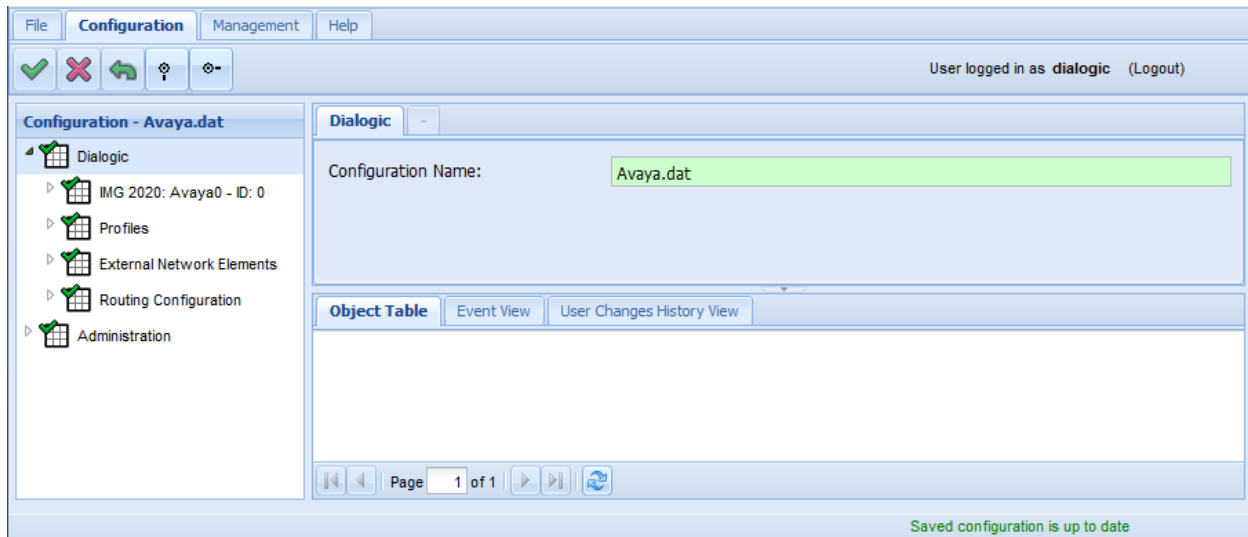 File Configuration Management Help
User logged in as dialogic (Logout)
Configuration - Avaya.dat
Dialogic
IMG 2020: Avaya0 - ID: 0
Profiles
External Network Elements
Routing Configuration
Administration
Dialogic -
Configuration Name: Avaya.dat
Object Table Event View User Changes History View
Page 1 of 1
Saved configuration is up to date